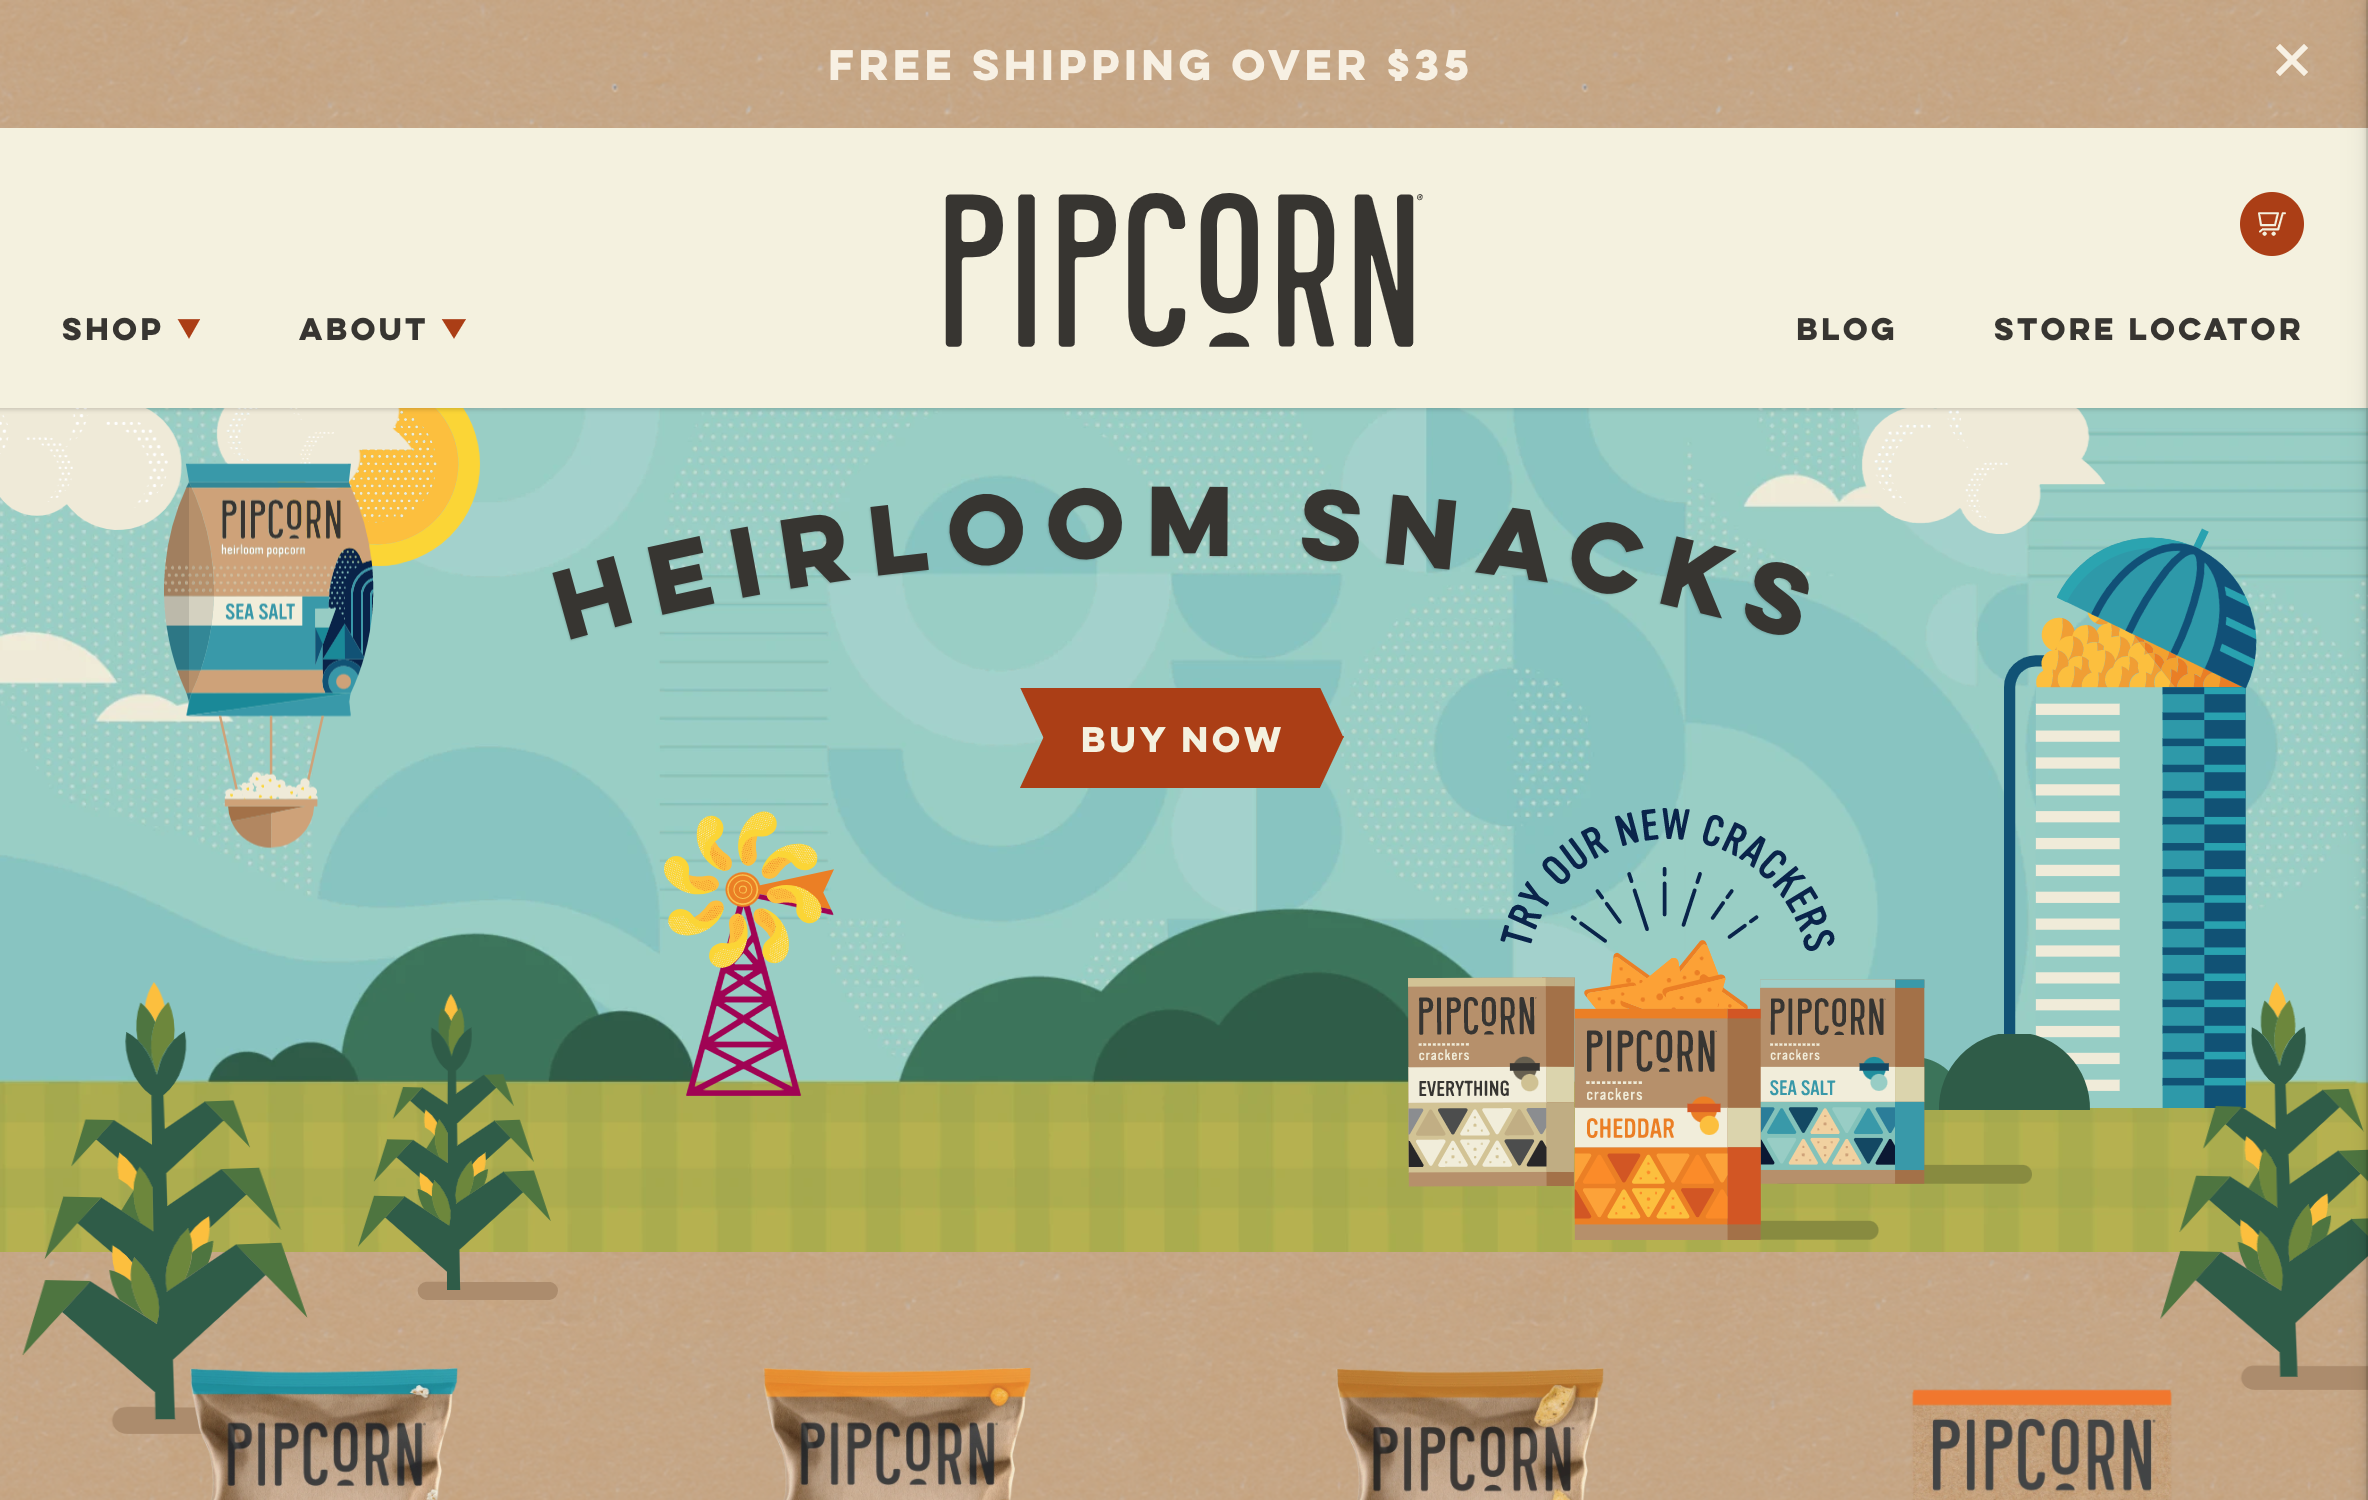 FREE SHIPPING OVER $35
PIPCORN
SHOP
ABOUT
BLOG
STORE LOCATOR
HEIRLOOM SNACKS
PIPCORN
heirloom popcorn
SEA SALT
BUY NOW
TRY OUR NEW CRACKERS
PIPCORN
crackers
EVERYTHING
PIPCORN
crackers
CHEDDAR
PIPCORN
crackers
SEA SALT
PIPCORN
PIPCORN
PIPCORN
PIPCORN